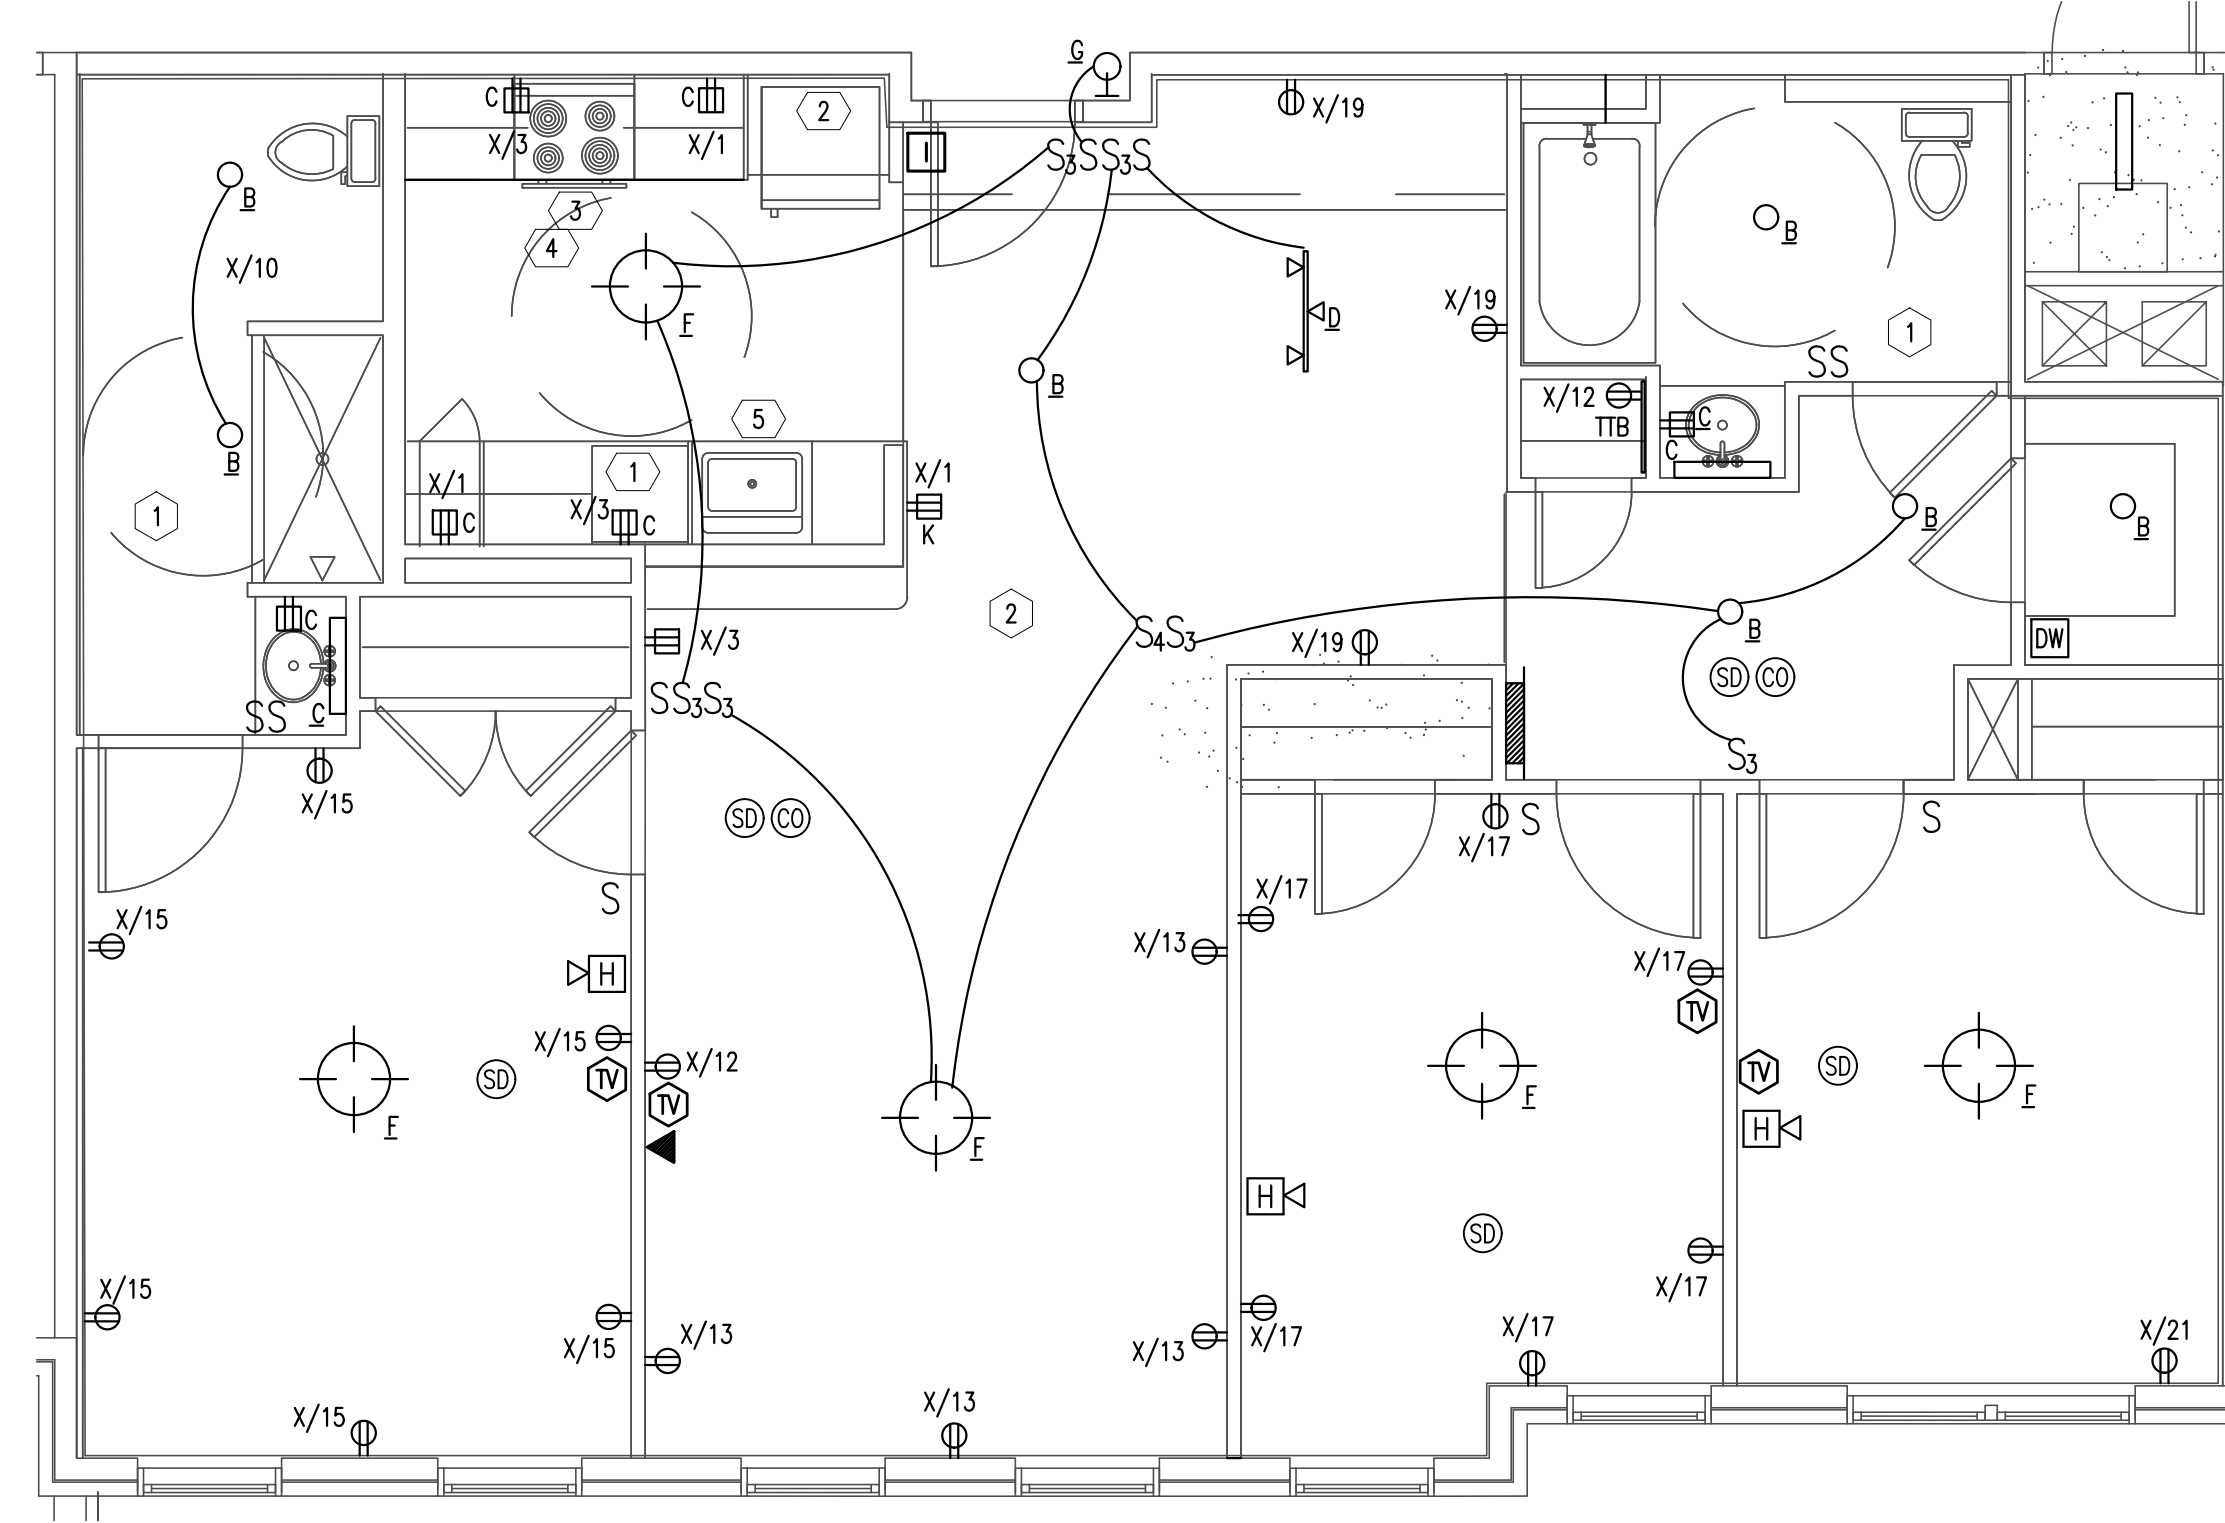 G
C
X/3
C
X/1
2
I
X/19
S3SS3S
B
X/10
3
4
F
B
X/19
D
1
SS
B
5
X/12
TTB
C
C
B
1
X/1
C
1
X/3
C
X/1
K
B
B
B
2
C
X/3
S4S3
X/19
B
DW
SD
CO
SS
C
SS3S3
S3
X/15
SD
CO
X/17
S
S
S
X/15
X/13
X/17
X/17
H
X/15
TV
X/12
TV
TV
TV
SD
F
SD
F
F
F
H
F
H
SD
X/15
X/15
X/13
X/13
X/17
X/17
X/17
X/21
X/15
X/13